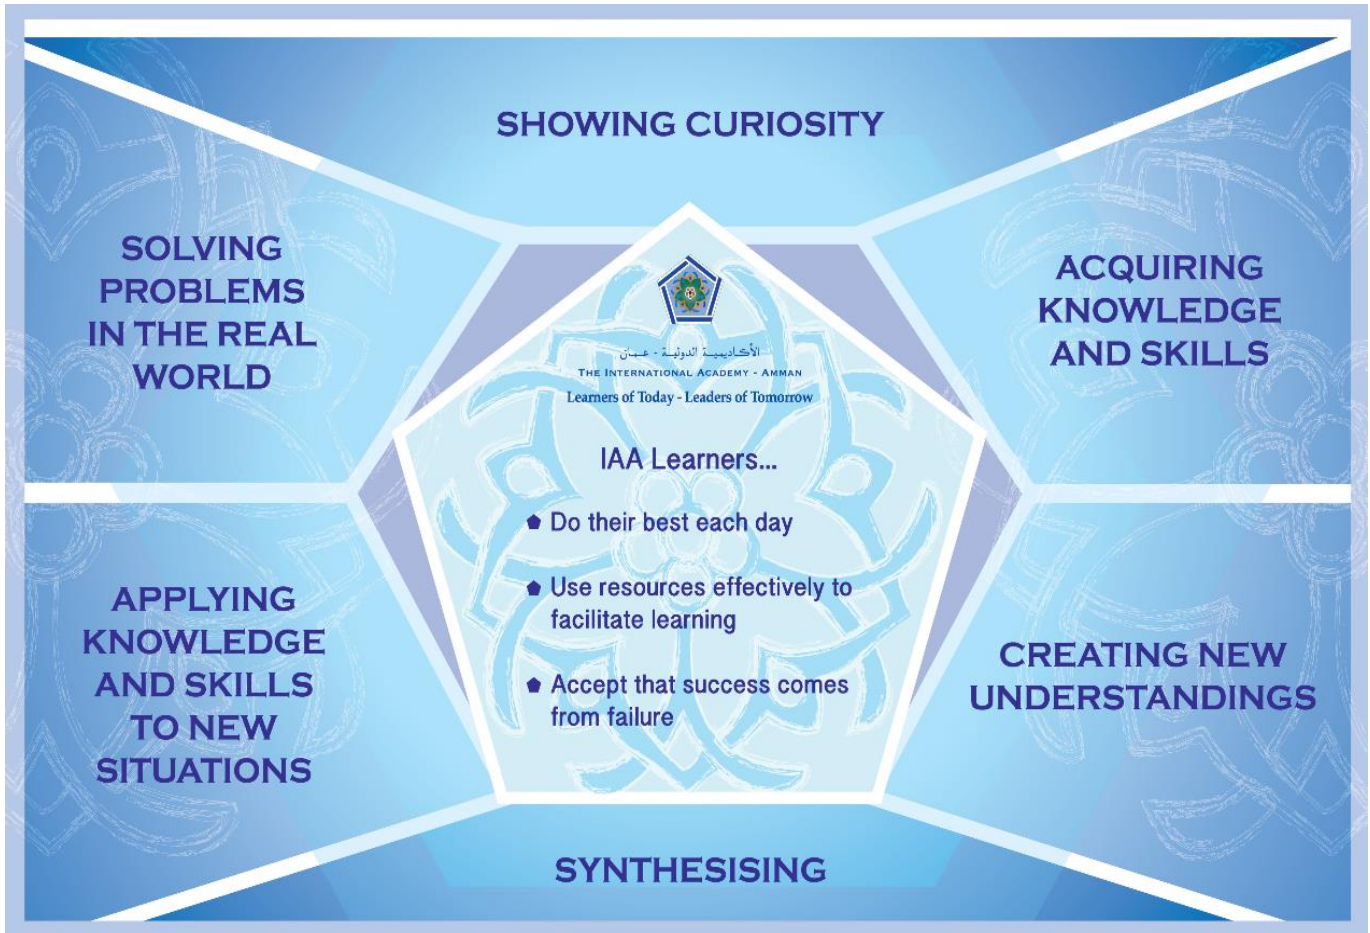 SHOWING CURIOSITY
SOLVING
PROBLEMS
IN THE REAL
WORLD
ACQUIRING
KNOWLEDGE
AND SKILLS
الأكاديمية الدولية - عمان
THE INTERNATIONAL ACADEMY - AMMAN
Learners of Today - Leaders of Tomorrow
IAA Learners...
Do their best each day
Use resources effectively to
facilitate learning
Accept that success comes
from failure
APPLYING
KNOWLEDGE
AND SKILLS
TO NEW
SITUATIONS
CREATING NEW
UNDERSTANDINGS
SYNTHESISING